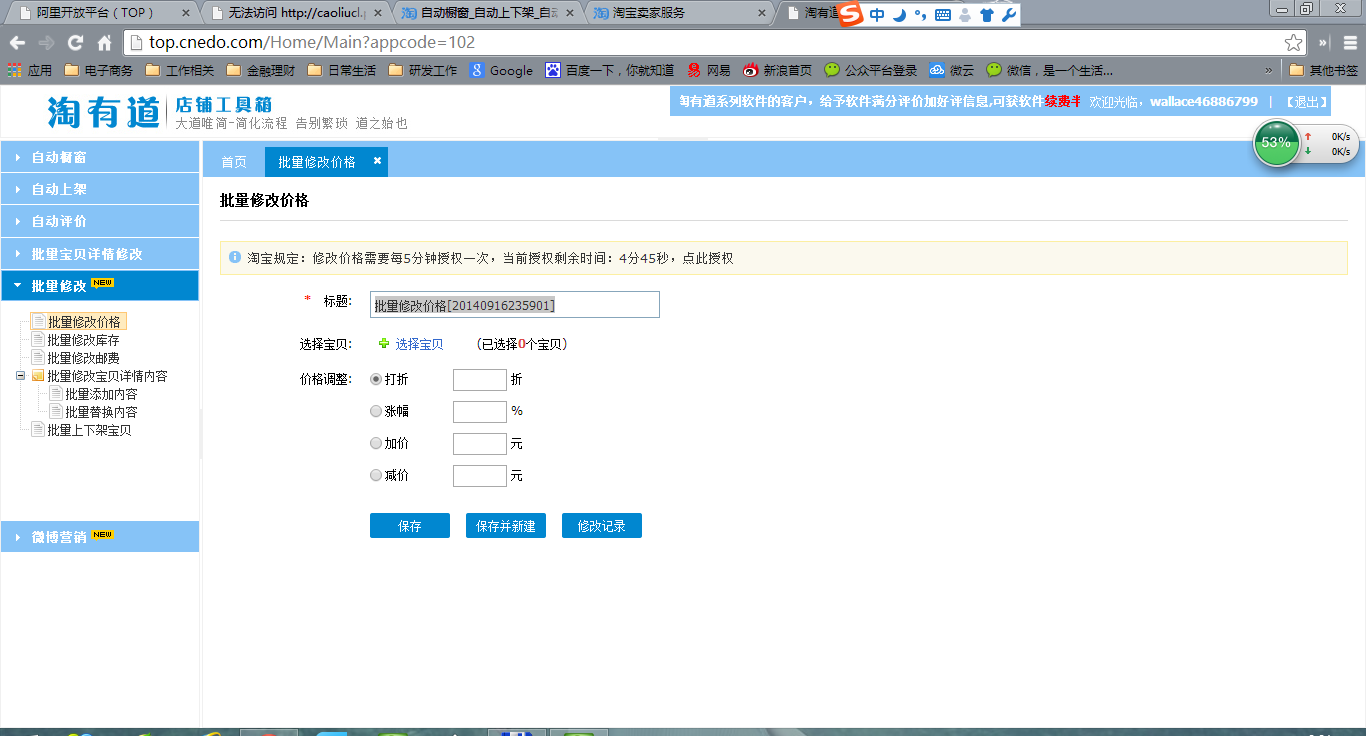 阿里开放平台（TOP） 无法访问 http://caoliucl.p 自动橱窗_自动上下架_自动 淘宝卖家服务 淘有道
中
top.cnedo.com/Home/Main?appcode=102
应用 电子商务 工作相关 金融理财 日常生活 研发工作 Google 百度一下，你就知道 网易 新浪首页 公众平台登录 微云 微信，是一个生活... » 其他书签
淘有道 店铺工具箱
大道唯简-简化流程 告别繁琐 道之始也
淘有道系列软件的客户，给予软件满分评价加好评信息,可获软件续费半 欢迎光临，wallace46886799 | 【退出】
53% 0K/s
0K/s
自动橱窗
自动上架
自动评价
批量宝贝详情修改
批量修改 NEW
批量修改价格
批量修改库存
批量修改邮费
批量修改宝贝详情内容
批量添加内容
批量替换内容
批量上下架宝贝
微博营销 NEW
首页 批量修改价格 ×
批量修改价格
淘宝规定：修改价格需要每5分钟授权一次，当前授权剩余时间：4分45秒，点此授权
* 标题: 批量修改价格[20140916235901]
选择宝贝: 选择宝贝 （已选择0个宝贝）
价格调整: 打折 折
涨幅 %
加价 元
减价 元
保存 保存并新建 修改记录